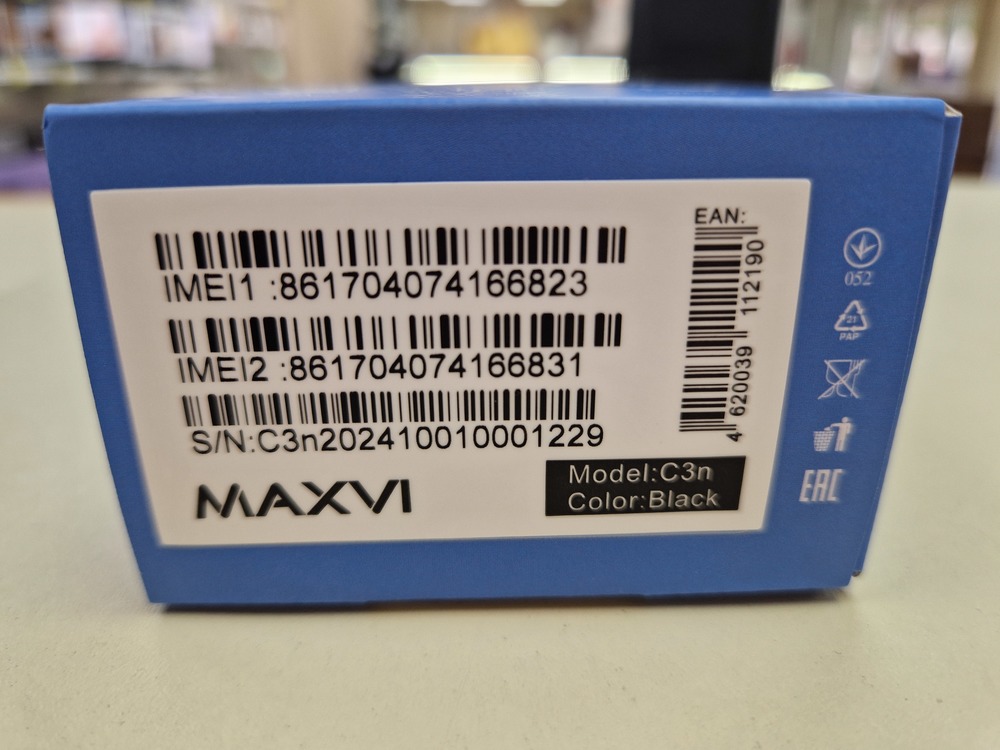 IMEI1 :861704074166823
IMEI2 :861704074166831
S/N:C3n202410010001229
MAXVI
Model:C3n
Color:Black
EAN:
4 620039 112190
052
21
PAP
EAC